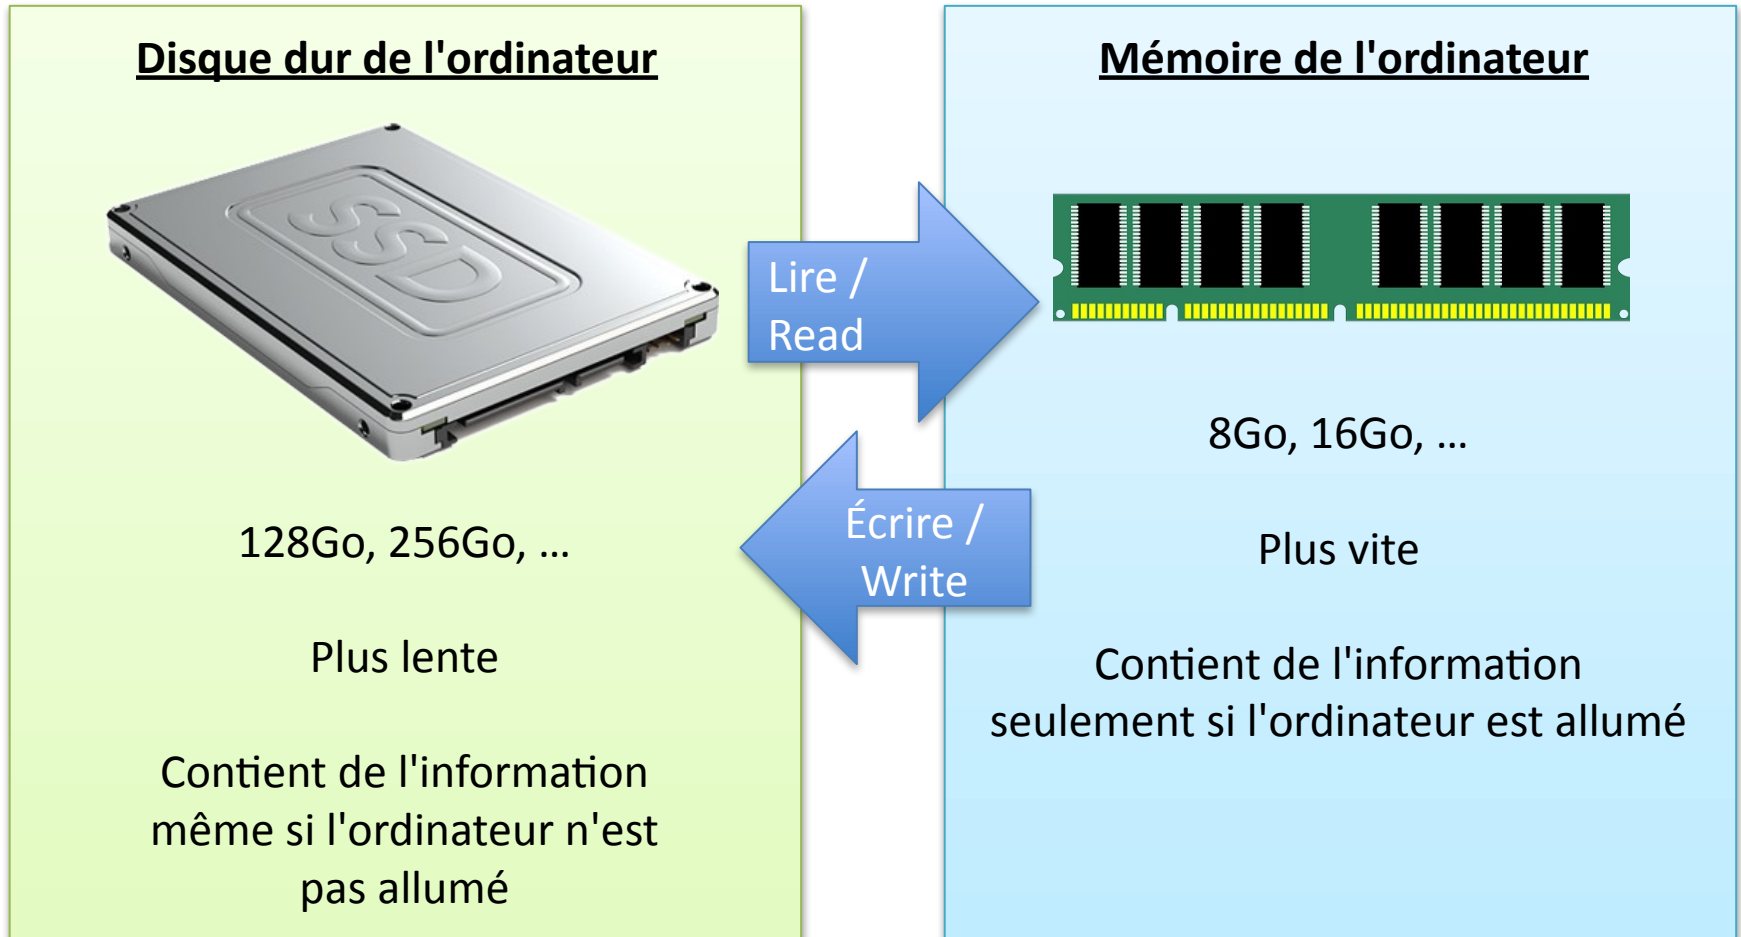 Disque dur de l'ordinateur
SSD
128Go, 256Go, ...
Plus lente
Contient de l'information
même si l'ordinateur n'est
pas allumé
Lire /
Read
Écrire /
Write
Mémoire de l'ordinateur
8Go, 16Go, ...
Plus vite
Contient de l'information
seulement si l'ordinateur est allumé